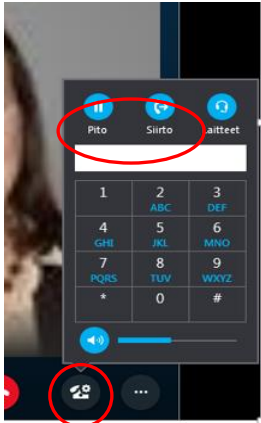 Pito Siirto Laitteet
1 2 3
ABC DEF
4 5 6
GHI JKL MNO
7 8 9
PQRS TUV WXYZ
* 0 #